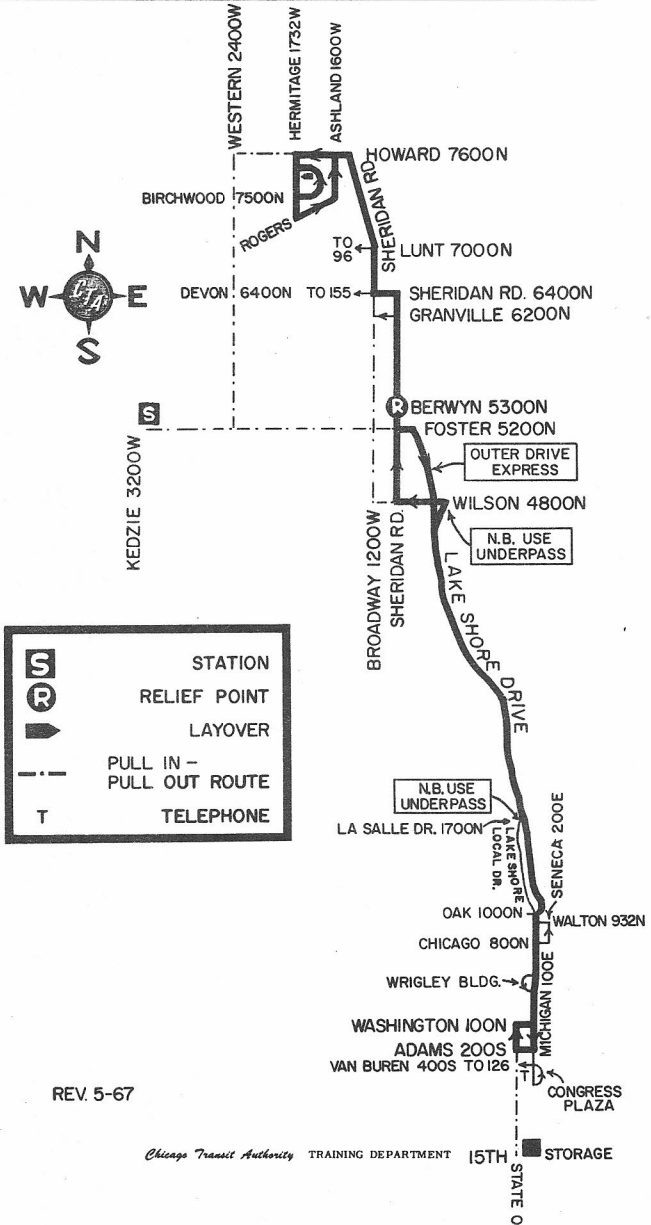 WESTERN 2400W
HERMITAGE 1732W
ASHLAND 1600W
HOWARD 7600N
BIRCHWOOD 7500N
ROGERS
SHERIDAN RD
TO
96
LUNT 7000N
N
W CTA E
S
DEVON 6400N
TO 155
SHERIDAN RD. 6400N
GRANVILLE 6200N
S
R BERWYN 5300N
FOSTER 5200N
KEDZIE 3200W
OUTER DRIVE
EXPRESS
WILSON 4800N
N.B. USE
UNDERPASS
BROADWAY 1200W
SHERIDAN RD.
LAKE SHORE DRIVE
S STATION
R RELIEF POINT
LAYOVER
PULL IN –
PULL OUT ROUTE
T TELEPHONE
N.B. USE
UNDERPASS
LA SALLE DR. 1700N
LAKE SHORE
LOCAL DR.
SENECA 200E
OAK 1000N
WALTON 932N
CHICAGO 800N
WRIGLEY BLDG.
MICHIGAN 100E
WASHINGTON 100N
ADAMS 200S
VAN BUREN 400S TO 126
T
CONGRESS
PLAZA
REV. 5-67
Chicago Transit Authority TRAINING DEPARTMENT
15TH
STORAGE
STATE 0